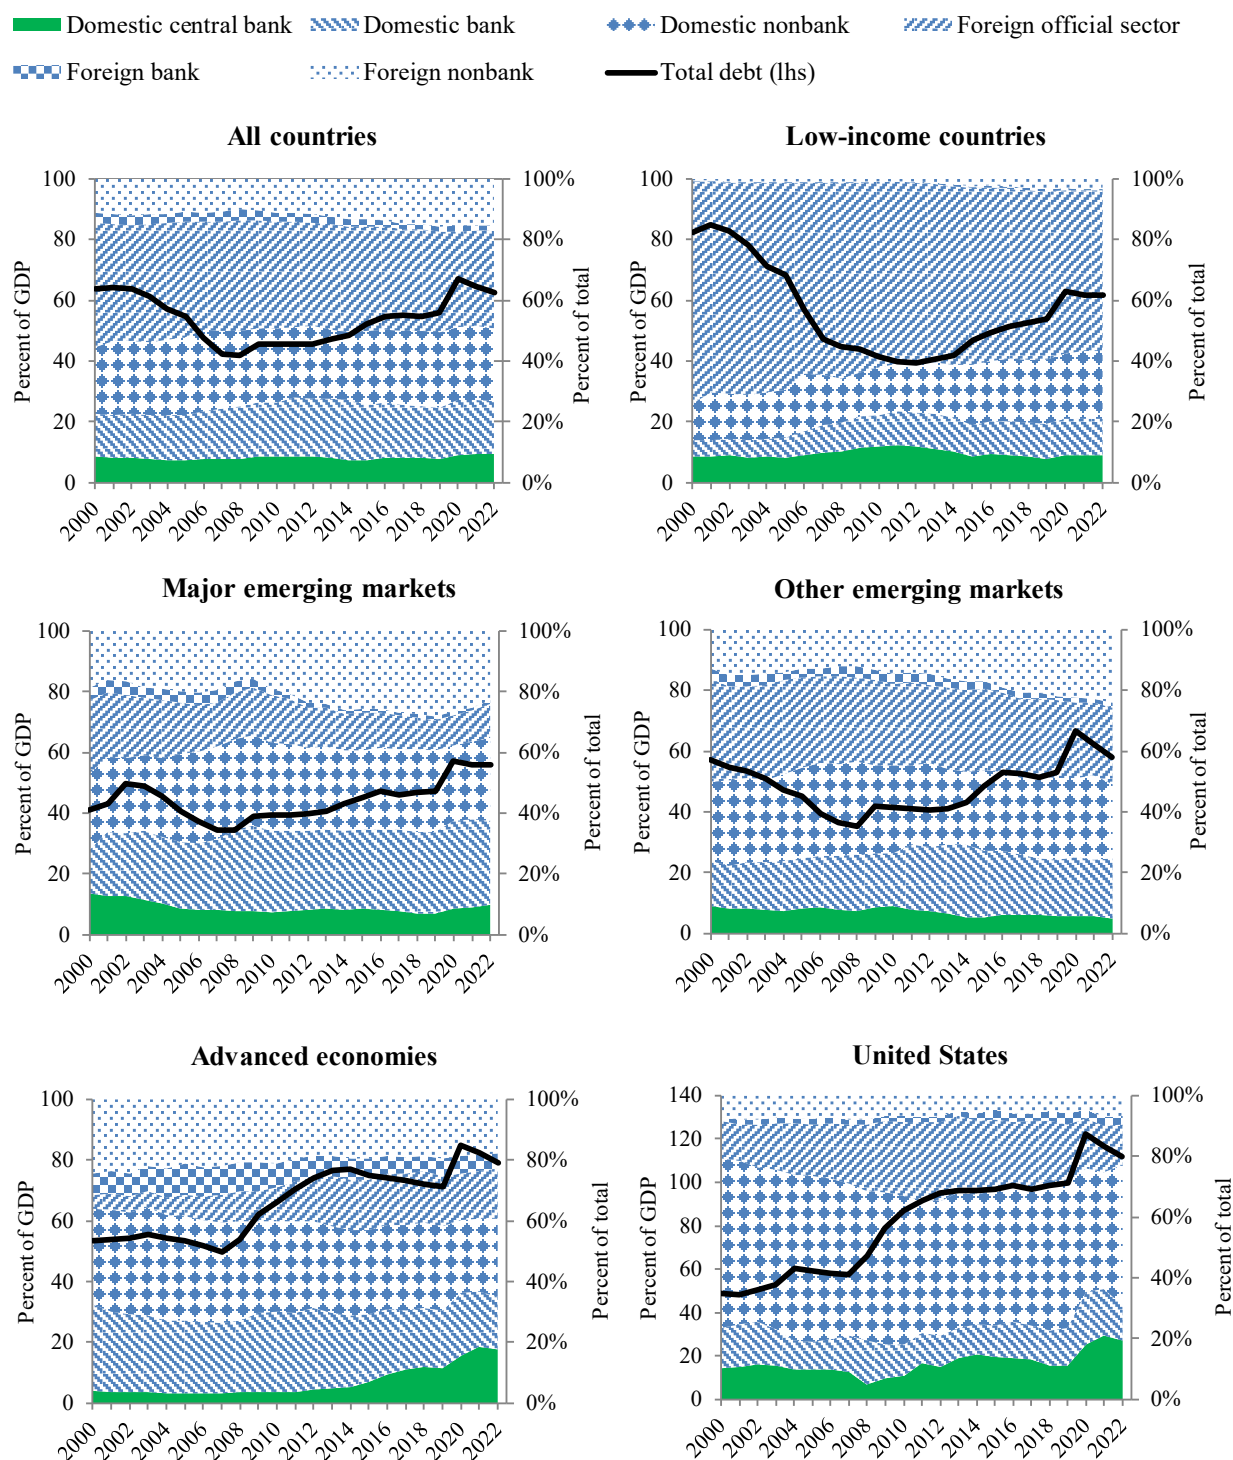 Domestic central bank Domestic bank Domestic nonbank Foreign official sector
Foreign bank Foreign nonbank Total debt (lhs)
All countries
Percent of GDP
100
80
60
40
20
0
100%
80%
60%
40%
20%
0%
Percent of total
2000 2002 2004 2006 2008 2010 2012 2014 2016 2018 2020 2022
Low-income countries
Percent of GDP
100
80
60
40
20
0
100%
80%
60%
40%
20%
0%
Percent of total
2000 2002 2004 2006 2008 2010 2012 2014 2016 2018 2020 2022
Major emerging markets
Percent of GDP
100
80
60
40
20
0
100%
80%
60%
40%
20%
0%
Percent of total
2000 2002 2004 2006 2008 2010 2012 2014 2016 2018 2020 2022
Other emerging markets
Percent of GDP
100
80
60
40
20
0
100%
80%
60%
40%
20%
0%
Percent of total
2000 2002 2004 2006 2008 2010 2012 2014 2016 2018 2020 2022
Advanced economies
Percent of GDP
100
80
60
40
20
0
100%
80%
60%
40%
20%
0%
Percent of total
2000 2002 2004 2006 2008 2010 2012 2014 2016 2018 2020 2022
United States
Percent of GDP
140
120
100
80
60
40
20
0
100%
80%
60%
40%
20%
0%
Percent of total
2000 2002 2004 2006 2008 2010 2012 2014 2016 2018 2020 2022